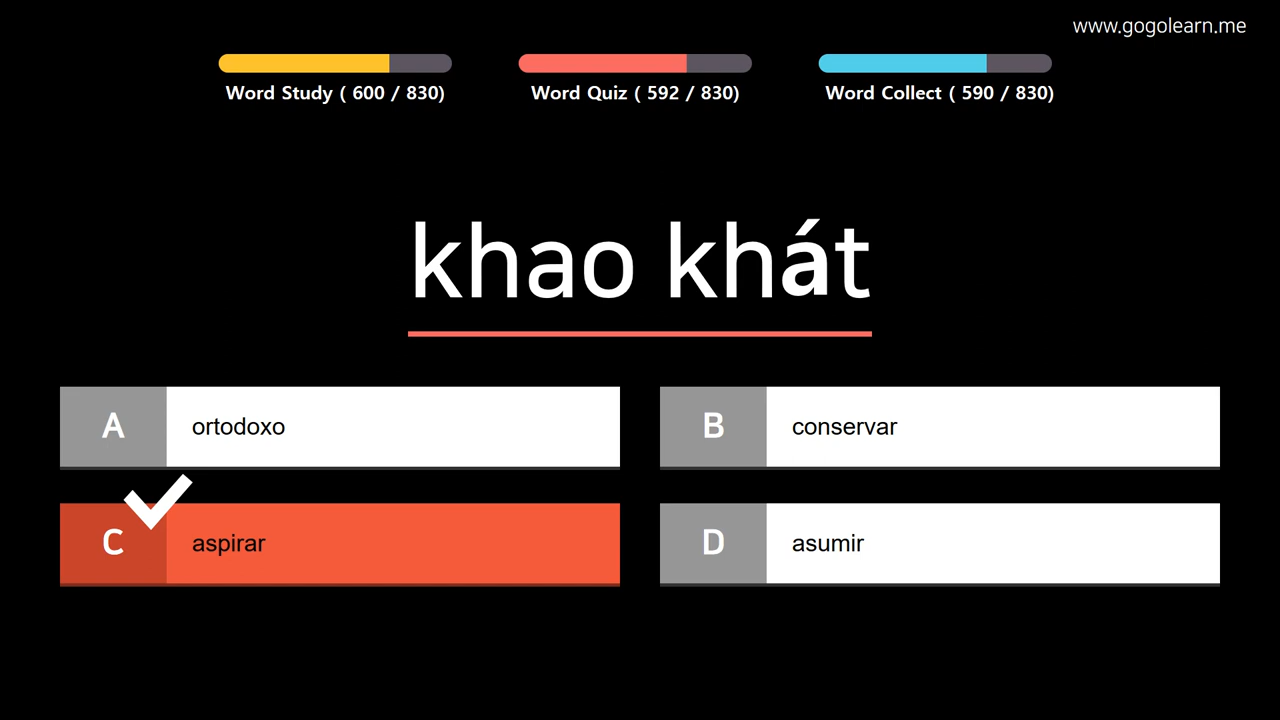 www.gogolearn.me
Word Study ( 600 / 830)
Word Quiz ( 592 / 830)
Word Collect ( 590 / 830)
khao khát
A ortodoxo
B conservar
C aspirar
D asumir